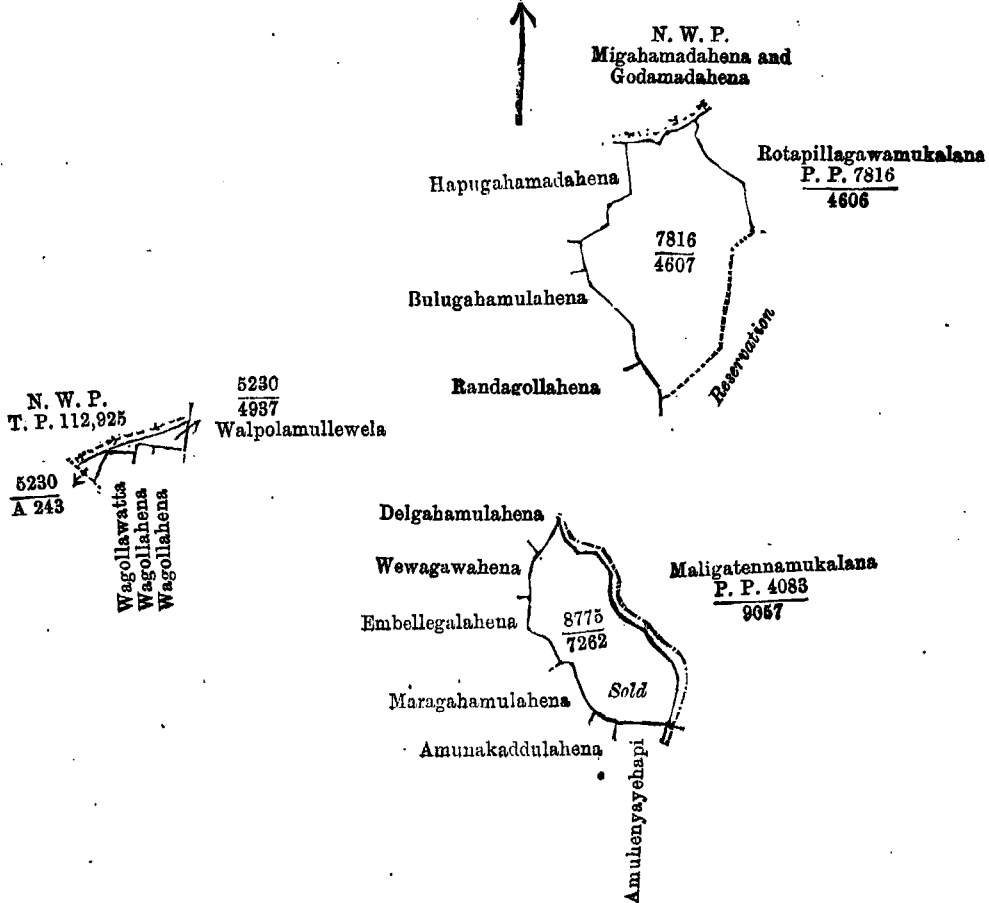 N. W. P.
Migahamadahena and
Godamadahena
Rotapillagawamukalana
P. P. 7816
4606
Hapugahamadahena
7816
4607
Bulugahamulahena
Randagollahena
Reservation
N. W. P.
T. P. 112,925
5230
4937
Walpolamullewela
5230
A 243
Wagollawatta
Wagollahena
Wagollahena
Delgahamulahena
Wewagawahena
Maligatennamukalana
P. P. 4083
9057
Embellegalahena
8775
7262
Sold
Maragahamulahena
Amunakaddulahena
Amuhenyayehapi